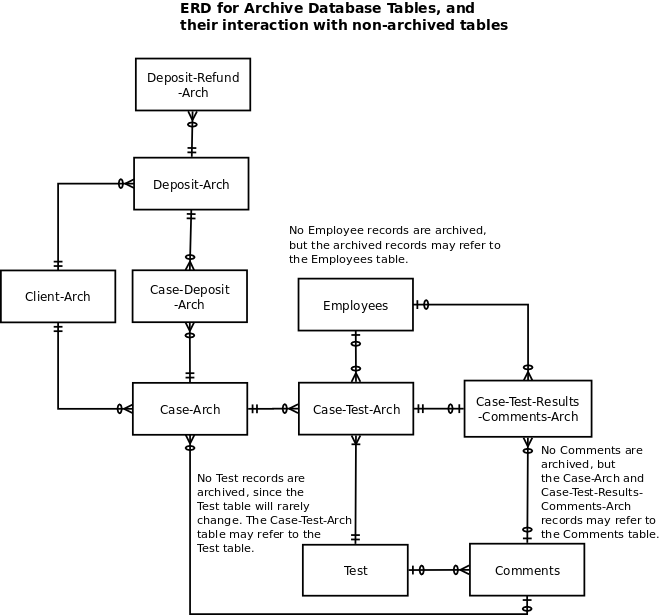 ERD for Archive Database Tables, and
their interaction with non-archived tables
Deposit-Refund
-Arch
Deposit-Arch
No Employee records are archived,
but the archived records may refer to
the Employees table.
Client-Arch
Case-Deposit
-Arch
Employees
Case-Arch
Case-Test-Arch
Case-Test-Results
-Comments-Arch
No Comments are
archived, but
the Case-Arch and
Case-Test-Results-
Comments-Arch
records may refer to
the Comments table.
No Test records are
archived, since the
Test table will rarely
change. The Case-Test-Arch
table may refer to the
Test table.
Test
Comments